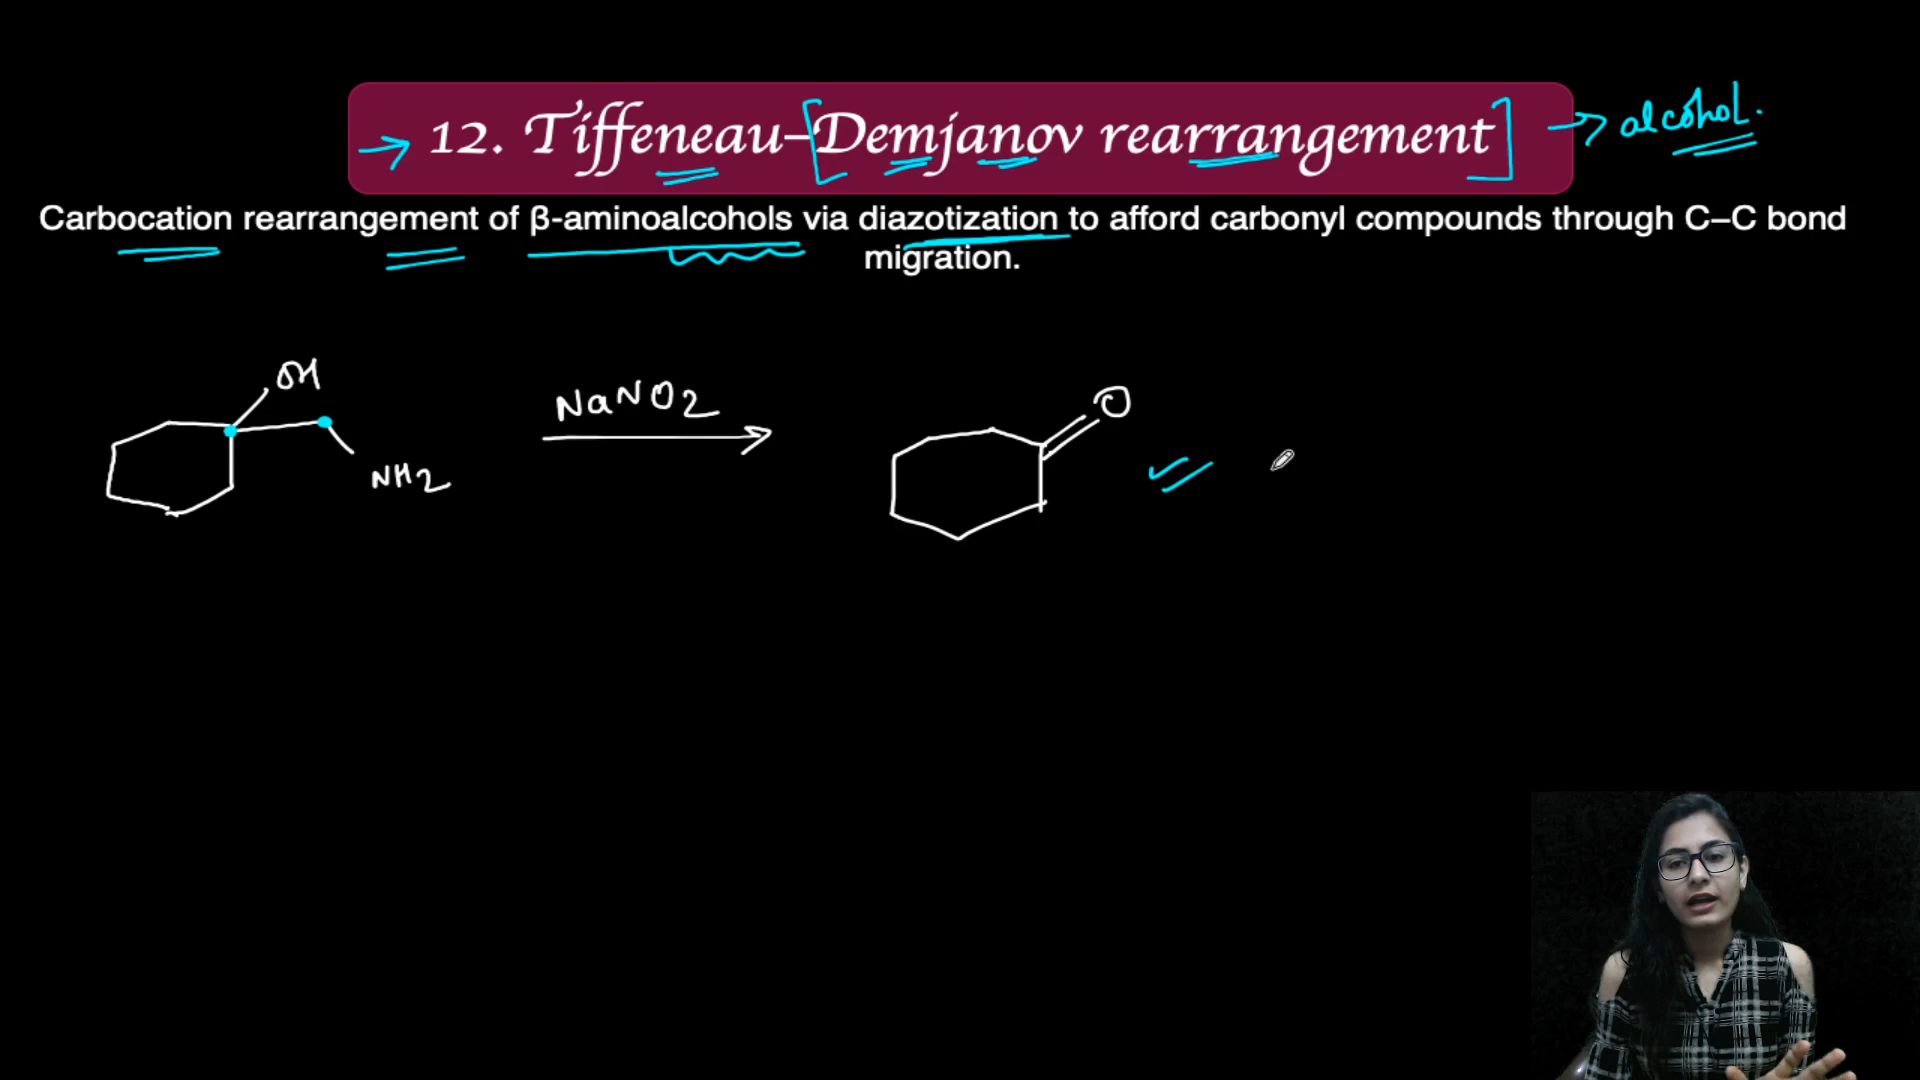 12. Tiffeneau–Demjanov rearrangement
alcohol.
Carbocation rearrangement of β-aminoalcohols via diazotization to afford carbonyl compounds through C–C bond
migration.
OH
NH2
NaNO2
O